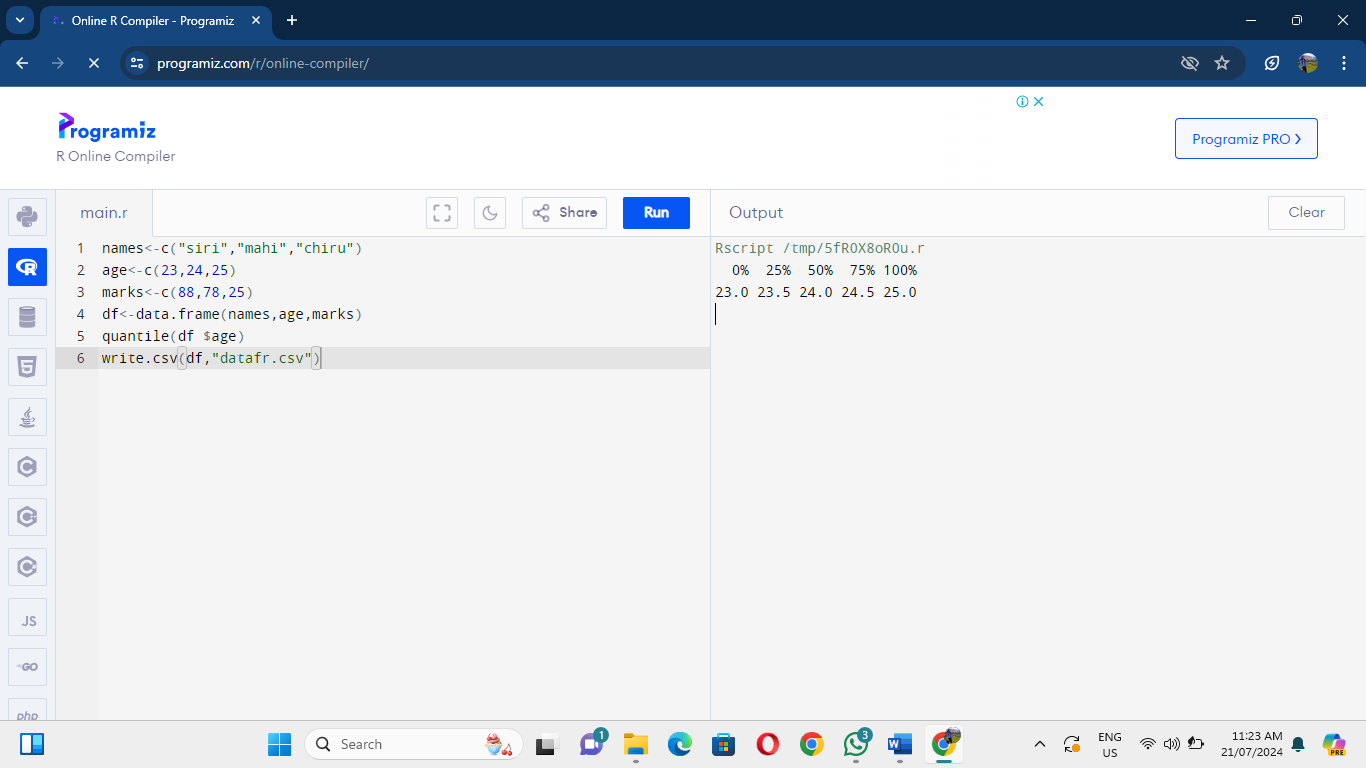 Online R Compiler - Programiz
programiz.com/r/online-compiler/
Programiz
R Online Compiler
Programiz PRO >
main.r
Share
Run
Output
Clear
1 names<-c("siri","mahi","chiru")
2 age<-c(23,24,25)
3 marks<-c(88,78,25)
4 df<-data.frame(names,age,marks)
5 quantile(df $age)
6 write.csv(df,"datafr.csv")
Rscript /tmp/5fROX8oROu.r
0% 25% 50% 75% 100%
23.0 23.5 24.0 24.5 25.0
JS
GO
php
Search
1
3
W
ENG
US
11:23 AM
21/07/2024
PRE